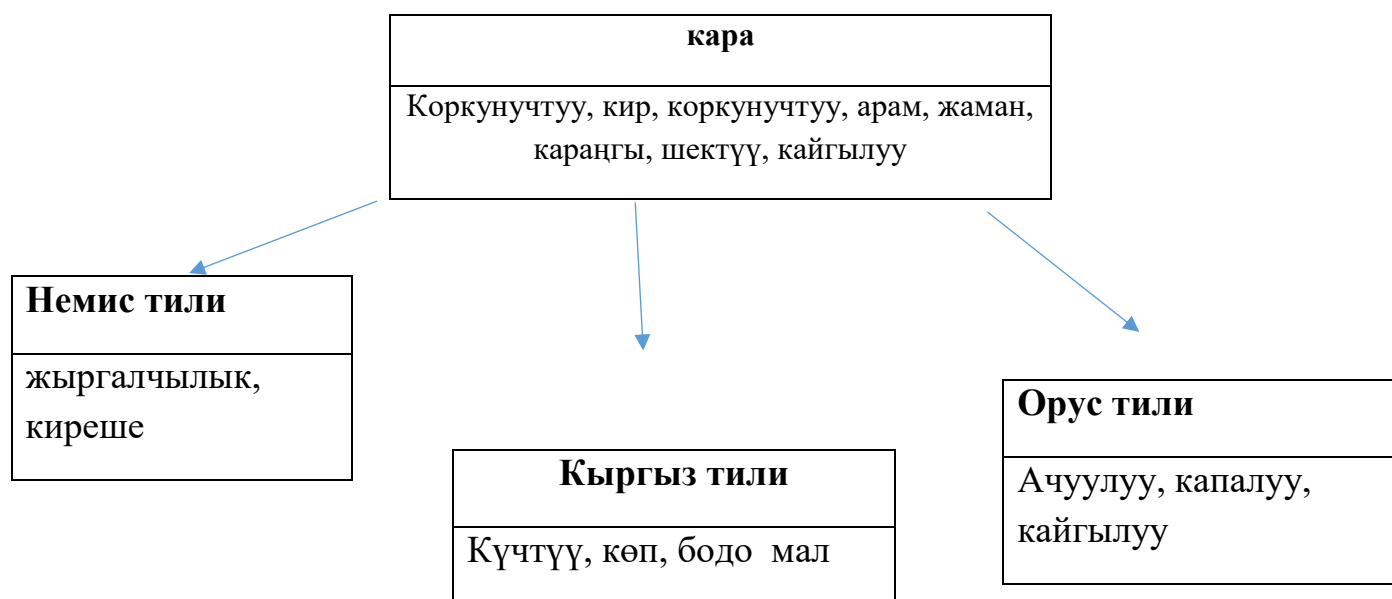 кара
Коркунучтуу, кир, коркунучтуу, арам, жаман,
караңгы, шектүү, кайгылуу
Немис тили
жыргалчылык,
киреше
Кыргыз тили
Күчтүү, көп, бодо мал
Орус тили
Ачуулуу, капалуу,
кайгылуу